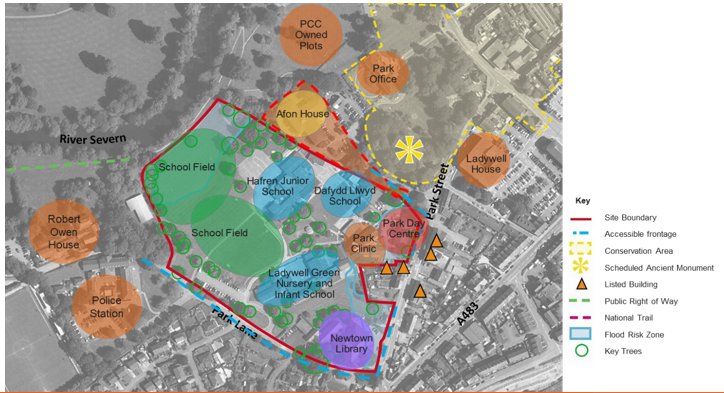 PCC
Owned
Plots
Park
Office
Afon House
River Severn
School Field
Hafren Junior
School
Dafydd Llwyd
School
Ladywell
House
Park Street
Robert
Owen
House
School Field
Park Day
Centre
Park
Clinic
Ladywell Green
Nursery and
Infant School
Police
Station
Park Lane
Newtown
Library
A483
Key
Site Boundary
Accessible frontage
Conservation Area
Scheduled Ancient Monument
Listed Building
Public Right of Way
National Trail
Flood Risk Zone
Key Trees